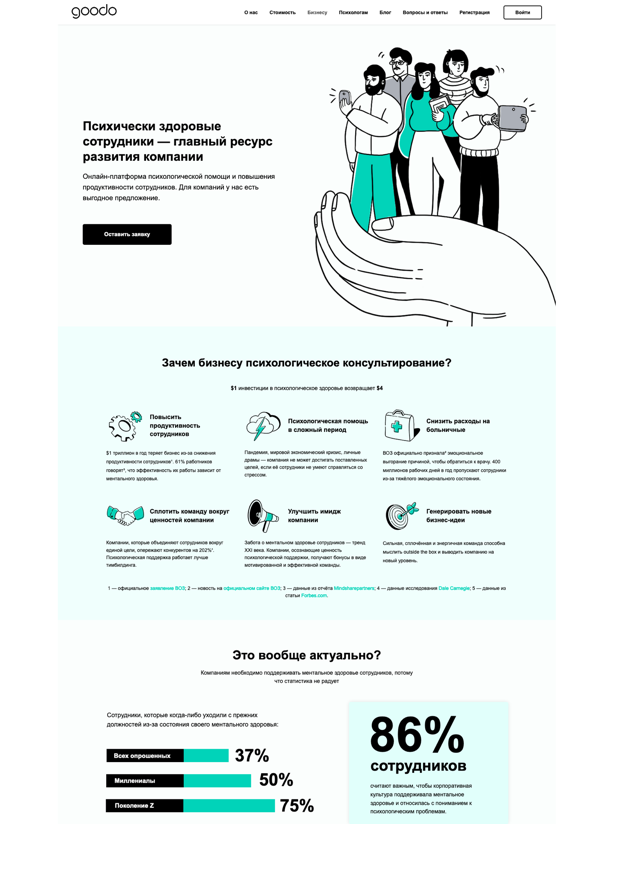 goodo
О нас Стоимость Бизнесу Психологам Блог Вопросы и ответы Регистрация Войти
Психически здоровые
сотрудники — главный ресурс
развития компании
Онлайн-платформа психологической помощи и повышения
продуктивности сотрудников. Для компаний у нас есть
выгодное предложение.
Оставить заявку
Зачем бизнесу психологическое консультирование?
$1 инвестиции в психологическое здоровье возвращает $4
Повысить
продуктивность
сотрудников
$1 триллион в год теряет бизнес из-за снижения
продуктивности сотрудников¹. 61% работников
говорят², что эффективность их работы зависит от
ментального здоровья.
Психологическая помощь
в сложный период
Пандемия, мировой экономический кризис, личные
драмы — компания не может достигать поставленных
целей, если её сотрудники не умеют справляться со
стрессом.
Снизить расходы на
больничные
ВОЗ официально признала⁴ эмоциональное
выгорание причиной, чтобы обратиться к врачу. 400
миллионов рабочих дней в год пропускают сотрудники
из-за тяжёлого эмоционального состояния.
Сплотить команду вокруг
ценностей компании
Компании, которые объединяют сотрудников вокруг
единой цели, опережают конкурентов на 202%⁵.
Психологическая поддержка работает лучше
тимбилдинга.
Улучшить имидж
компании
Забота о ментальном здоровье сотрудников — тренд
XXI века. Компании, осознающие ценность
психологической поддержки, получают бонусы в виде
мотивированной и эффективной команды.
Генерировать новые
бизнес-идеи
Сильная, сплочённая и энергичная команда способна
мыслить outside the box и выводить компанию на
новый уровень.
1 — официальное заявление ВОЗ; 2 — новость на официальном сайте ВОЗ; 3 — данные из отчёта Mindsharepartners; 4 — данные исследования Dale Carnegie; 5 — данные из
статьи Forbes.com.
Это вообще актуально?
Компаниям необходимо поддерживать ментальное здоровье сотрудников, потому
что статистика не радует
Сотрудники, которые когда-либо уходили с прежних
должностей из-за состояния своего ментального здоровья:
Всех опрошенных 37%
Миллениалы 50%
Поколение Z 75%
86%
сотрудников
считают важным, чтобы корпоративная
культура поддерживала ментальное
здоровье и относилась с пониманием к
психологическим проблемам.